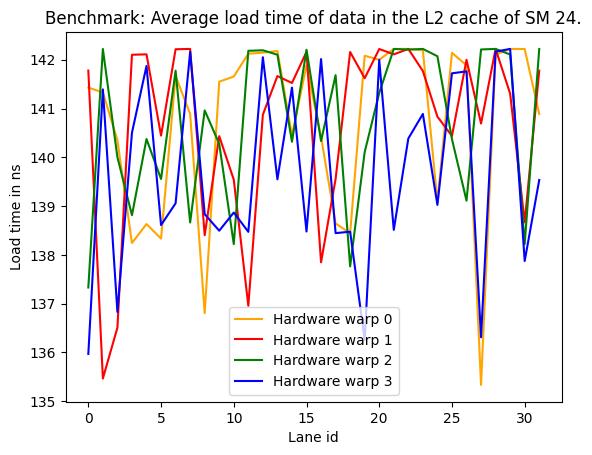 Benchmark: Average load time of data in the L2 cache of SM 24.
Load time in ns
142
141
140
139
138
137
136
135
Hardware warp 0
Hardware warp 1
Hardware warp 2
Hardware warp 3
0 5 10 15 20 25 30
Lane id